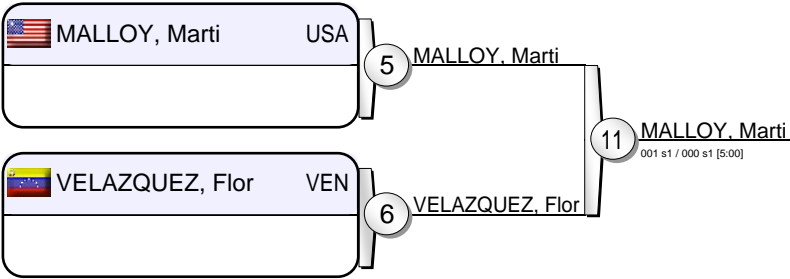 MALLOY, Marti USA
5
MALLOY, Marti
11
MALLOY, Marti
001 s1 / 000 s1 [5:00]
VELAZQUEZ, Flor VEN
6
VELAZQUEZ, Flor